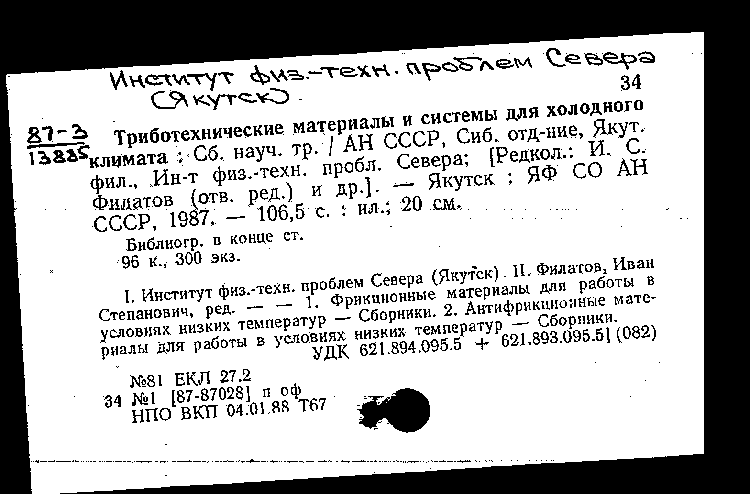 Институт физ.-техн. проблем Севера
(Якутск)
34
87-3
13885
Триботехнические материалы и системы для холодного
климата : Сб. науч. тр. / АН СССР, Сиб. отд-ние, Якут.
фил., Ин-т физ.-техн. пробл. Севера; [Редкол.: И. С.
Филатов (отв. ред.) и др.]. — Якутск : ЯФ СО АН
СССР, 1987. — 106,5 с. : ил.; 20 см.
Библиогр. в конце ст.
96 к., 300 экз.
I. Институт физ.-техн. проблем Севера (Якутск). II. Филатов, Иван
Степанович, ред. — — 1. Фрикционные материалы для работы в
условиях низких температур — Сборники. 2. Антифрикционные мате-
риалы для работы в условиях низких температур — Сборники.
УДК 621.894.095.5 + 621.893.095.5] (082)
№81 ЕКЛ 27.2
34 №1 [87-87028] п оф
НПО ВКП 04.01.88 Т67